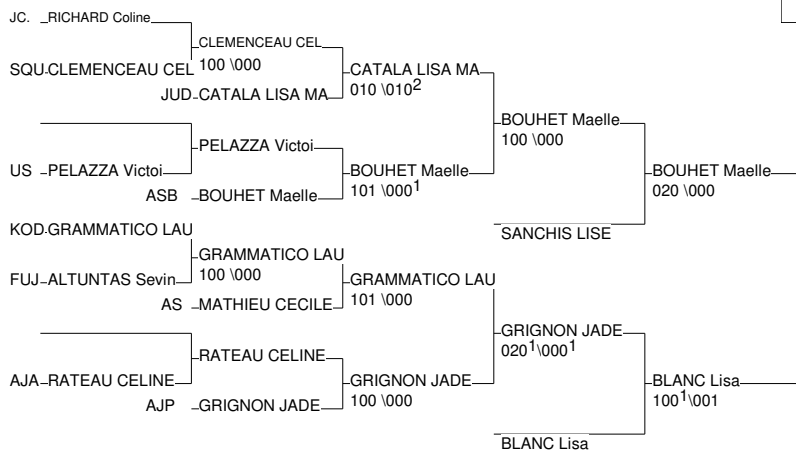 JC. RICHARD Coline
CLEMENCEAU CEL
100 \000
SQU CLEMENCEAU CEL
CATALA LISA MA
010 \010²
JUD CATALA LISA MA
BOUHET Maelle
100 \000
PELAZZA Victoi
US PELAZZA Victoi
BOUHET Maelle
101 \000¹
BOUHET Maelle
020 \000
ASB BOUHET Maelle
KOD GRAMMATICO LAU
SANCHIS LISE
GRAMMATICO LAU
100 \000
FUJ ALTUNTAS Sevin
GRAMMATICO LAU
101 \000
AS MATHIEU CECILE
GRIGNON JADE
020¹\000¹
RATEAU CELINE
AJA RATEAU CELINE
GRIGNON JADE
100 \000
BLANC Lisa
100¹\001
AJP GRIGNON JADE
BLANC Lisa